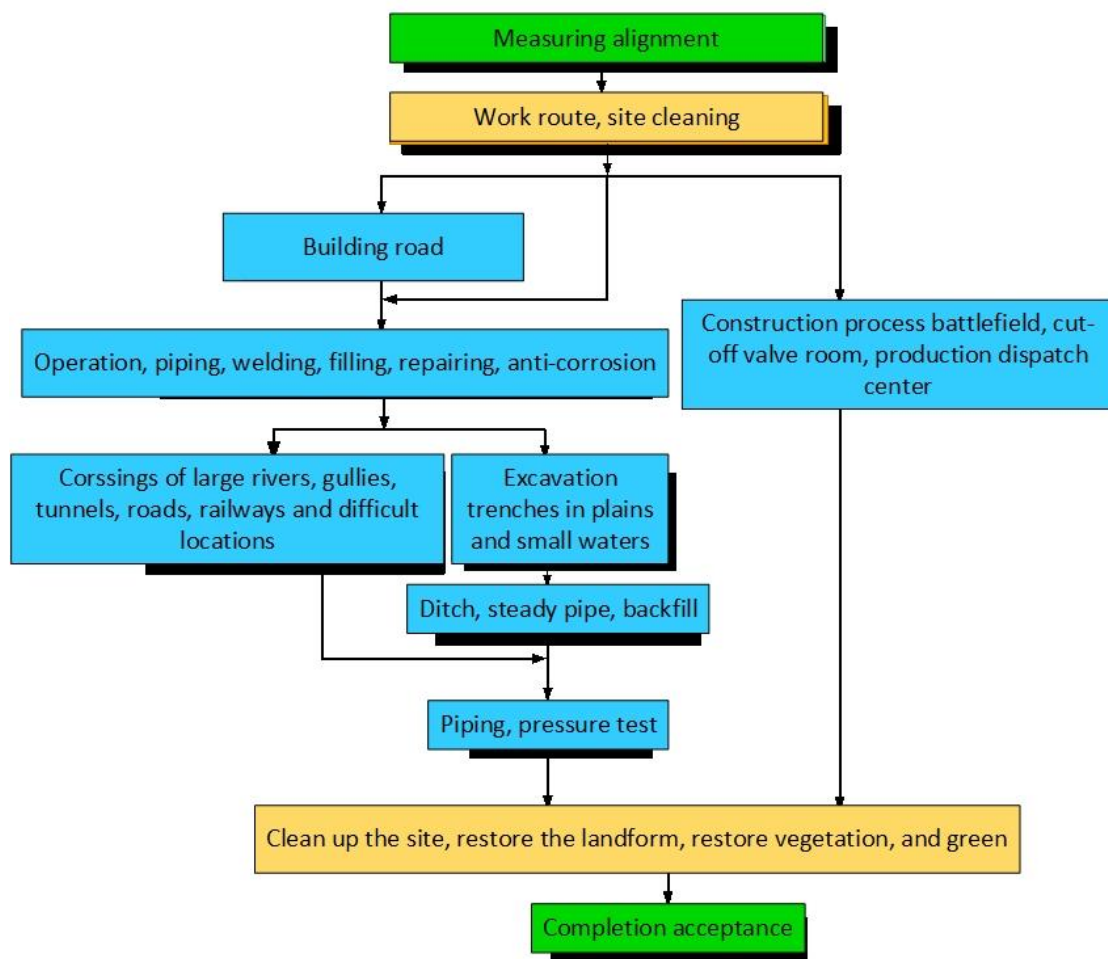 Measuring alignment
Work route, site cleaning
Building road
Construction process battlefield, cut-
off valve room, production dispatch
center
Operation, piping, welding, filling, repairing, anti-corrosion
Corssings of large rivers, gullies,
tunnels, roads, railways and difficult
locations
Excavation
trenches in plains
and small waters
Ditch, steady pipe, backfill
Piping, pressure test
Clean up the site, restore the landform, restore vegetation, and green
Completion acceptance